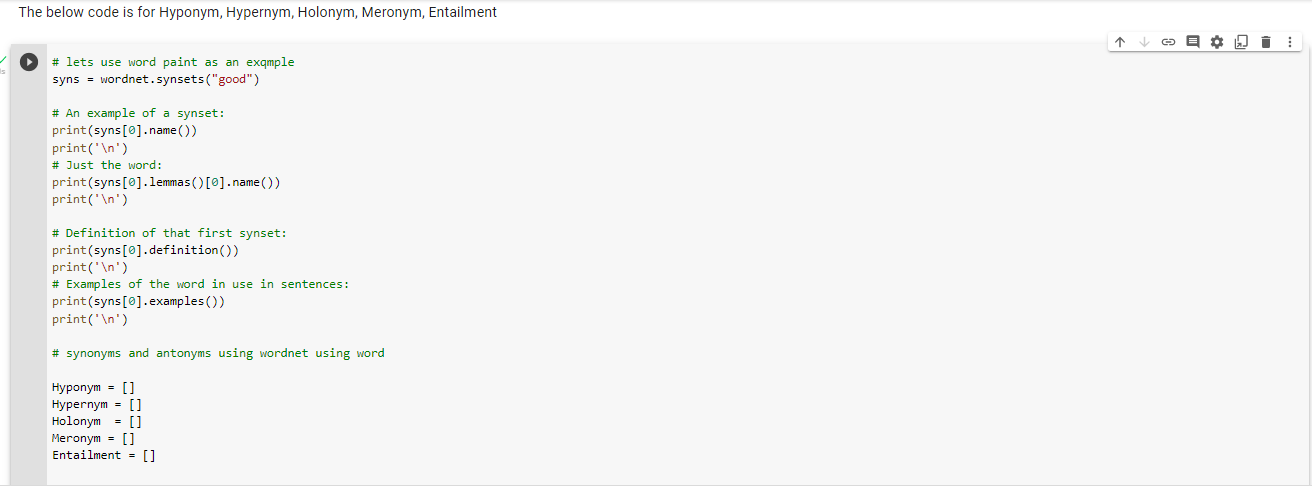 The below code is for Hyponym, Hypernym, Holonym, Meronym, Entailment
# lets use word paint as an exqmple
syns = wordnet.synsets("good")
# An example of a synset:
print(syns[0].name())
print('\n')
# Just the word:
print(syns[0].lemmas()[0].name())
print('\n')
# Definition of that first synset:
print(syns[0].definition())
print('\n')
# Examples of the word in use in sentences:
print(syns[0].examples())
print('\n')
# synonyms and antonyms using wordnet using word
Hyponym = []
Hypernym = []
Holonym  = []
Meronym = []
Entailment = []